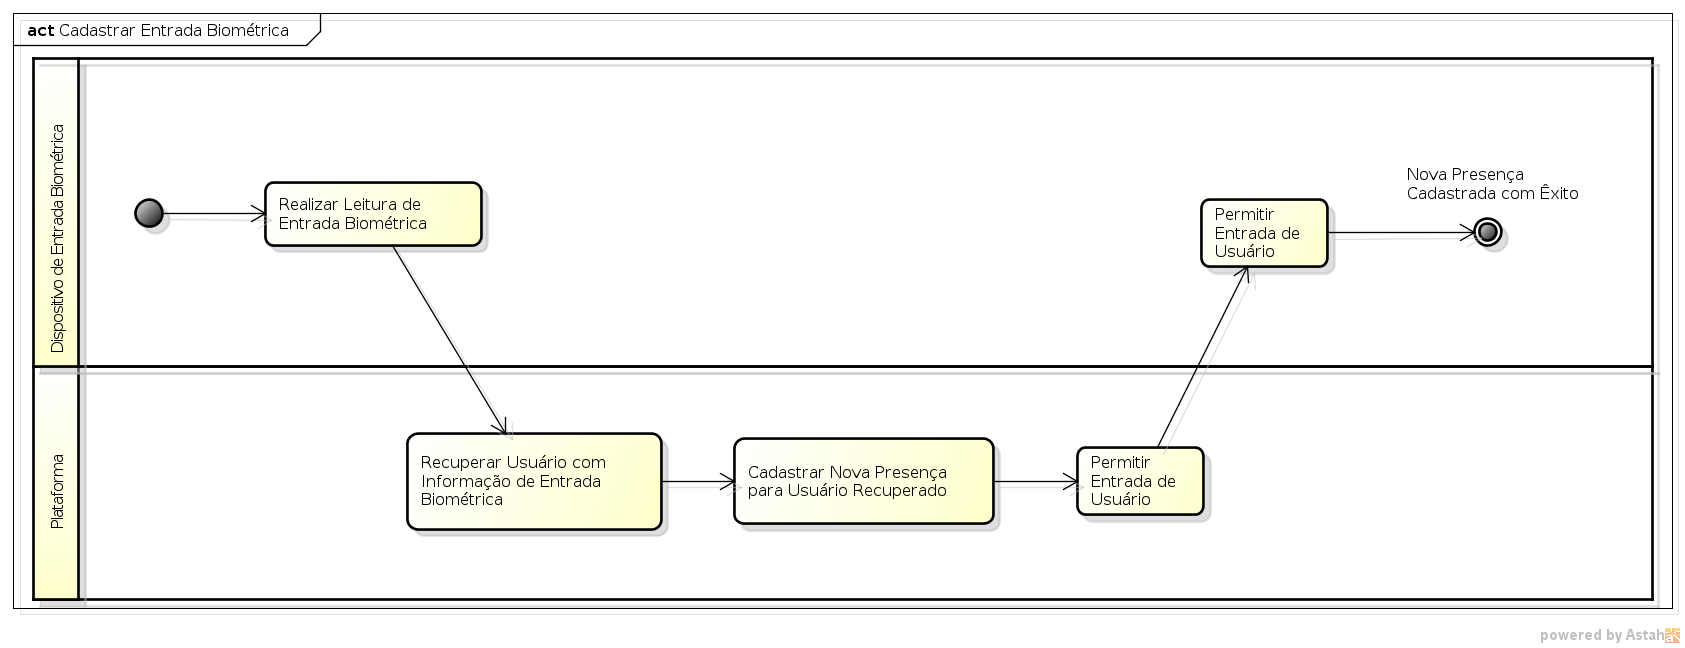 act Cadastrar Entrada Biométrica
Dispositivo de Entrada Biométrica
Realizar Leitura de
Entrada Biométrica
Permitir
Entrada de
Usuário
Nova Presença
Cadastrada com Êxito
Plataforma
Recuperar Usuário com
Informação de Entrada
Biométrica
Cadastrar Nova Presença
para Usuário Recuperado
Permitir
Entrada de
Usuário
powered by Astah